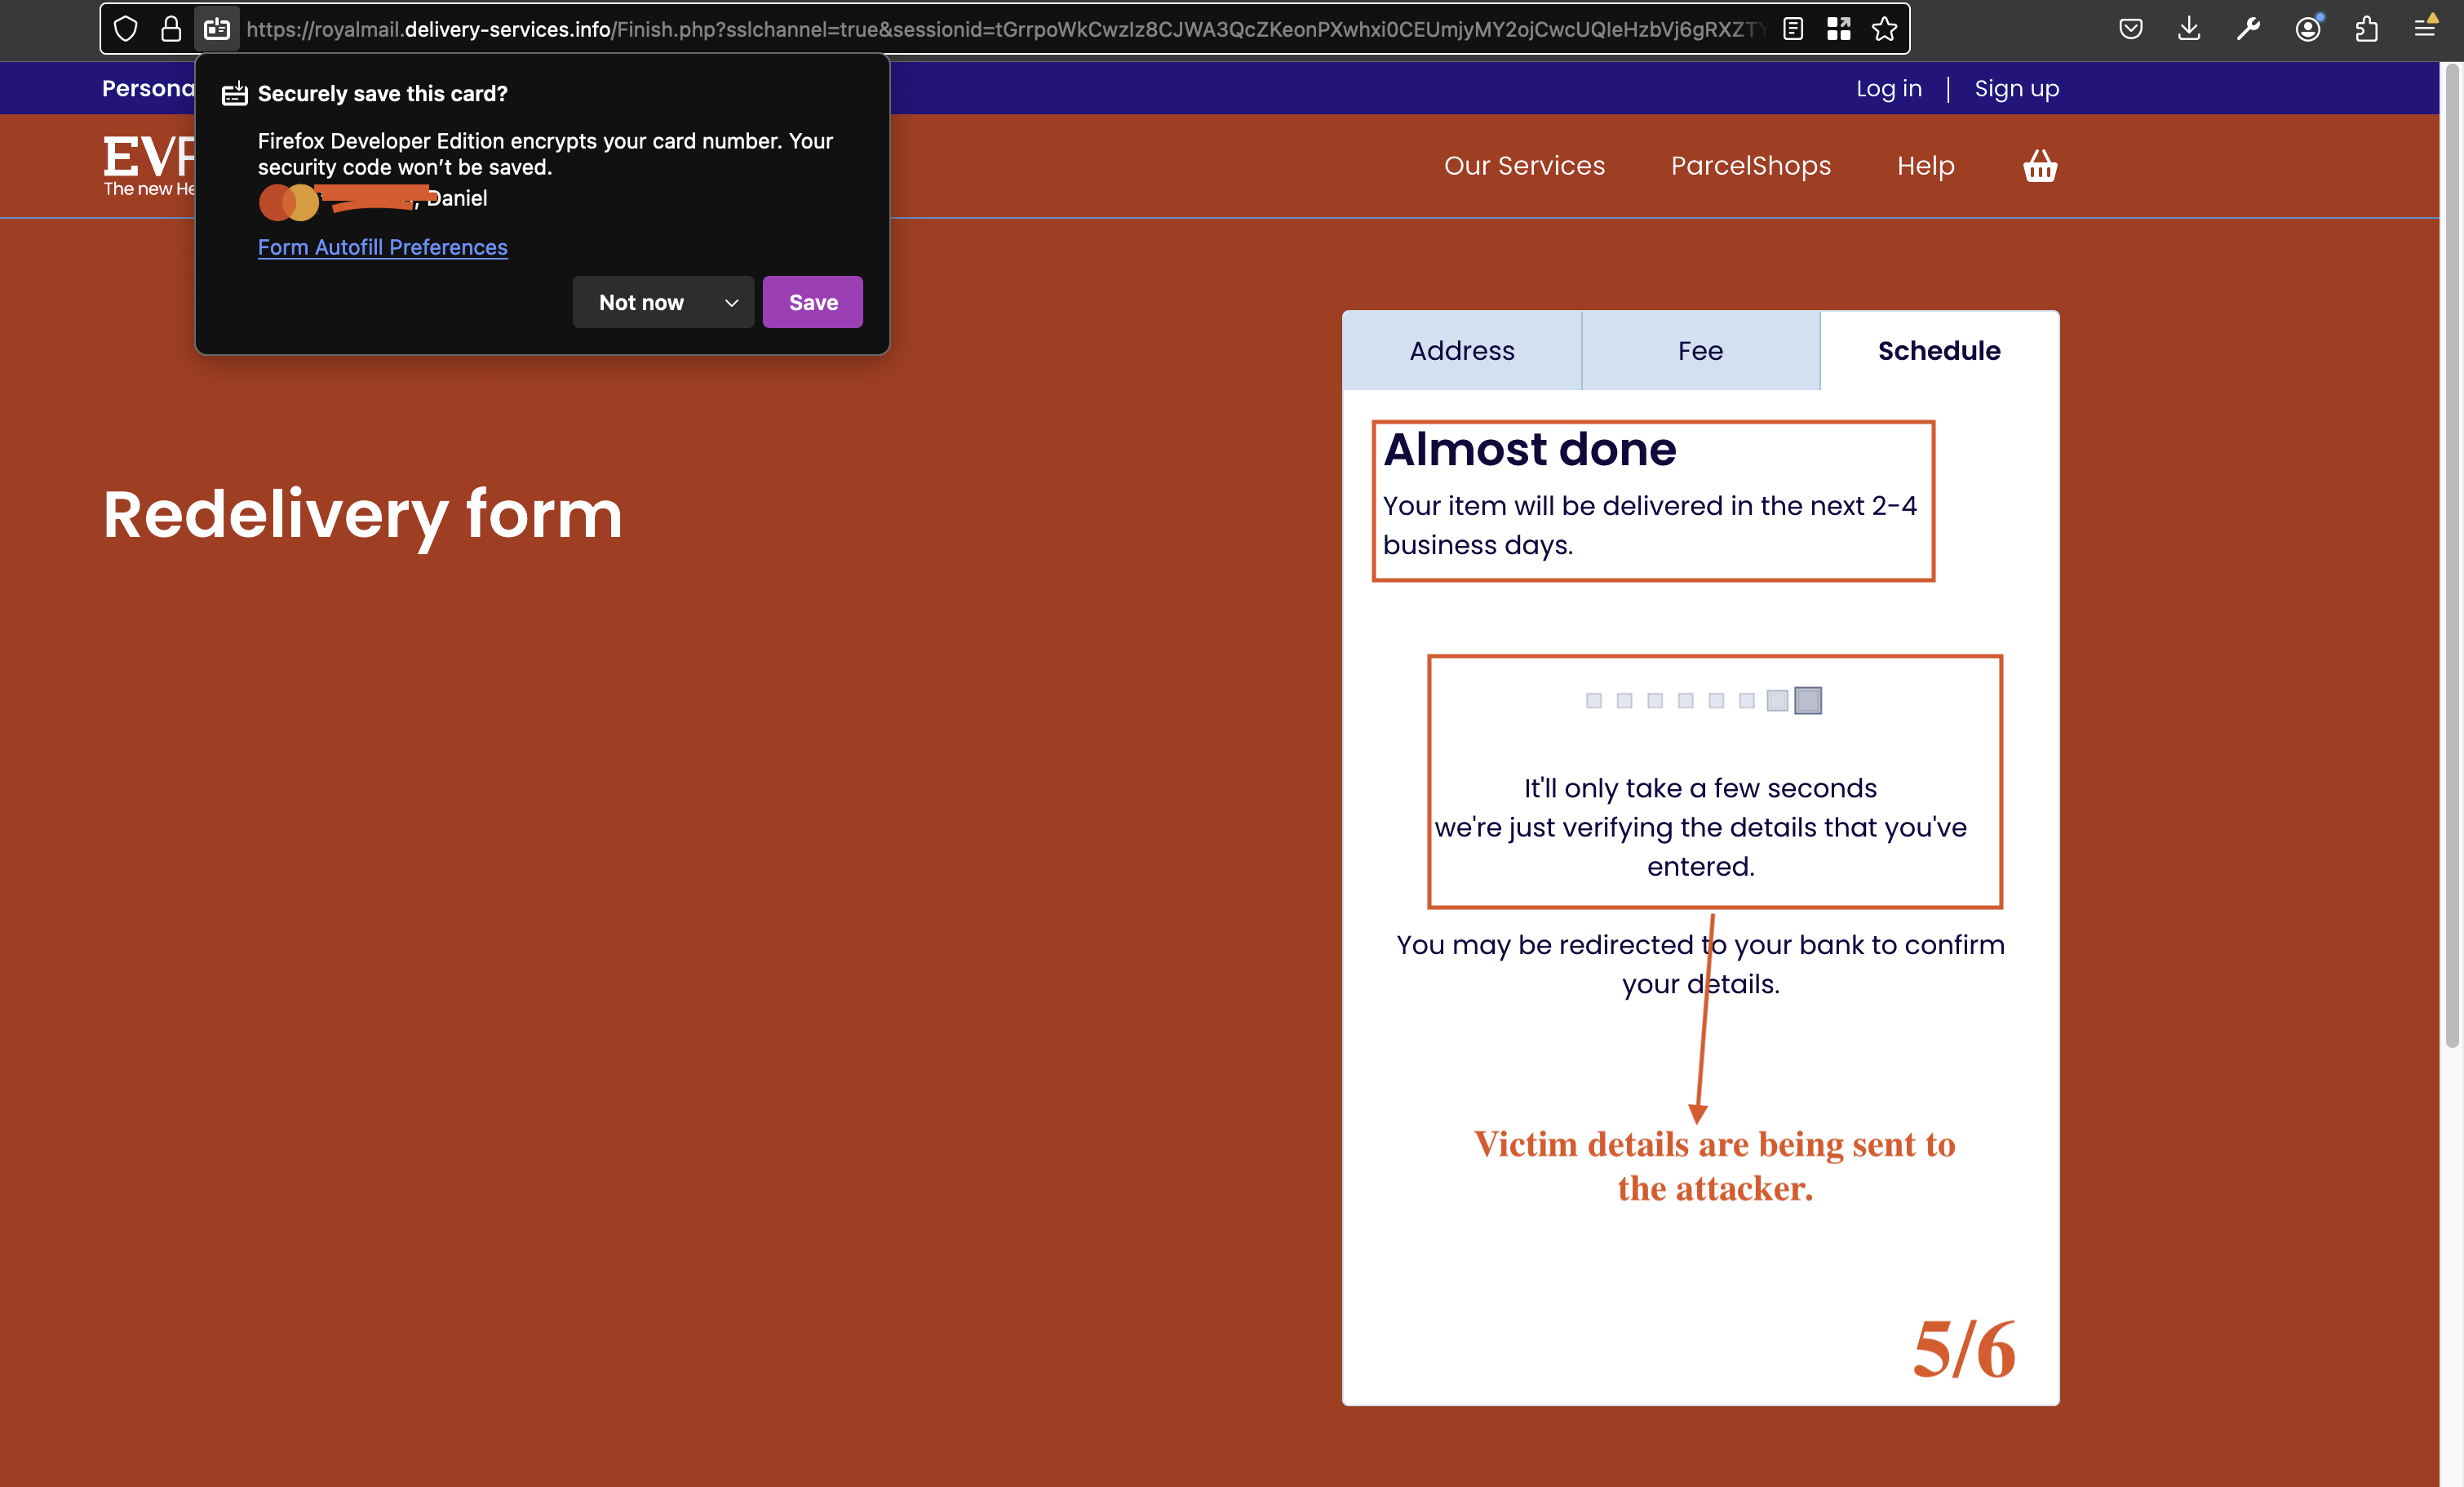 https://royalmail.delivery-services.info/Finish.php?sslchannel=true&sessionid=tGrrpoWkCwzIz8CJWA3QcZKeonPXwhxi0CEUmjyMY2ojCwcUQIeHzbVj6gRXZTY
Persona
Log in | Sign up
Securely save this card?
Firefox Developer Edition encrypts your card number. Your
security code won't be saved.
, Daniel
Form Autofill Preferences
Not now
Save
EV
The new He
Our Services
ParcelShops
Help
Redelivery form
Address
Fee
Schedule
Almost done
Your item will be delivered in the next 2-4
business days.
It'll only take a few seconds
we're just verifying the details that you've
entered.
You may be redirected to your bank to confirm
your details.
Victim details are being sent to
the attacker.
5/6